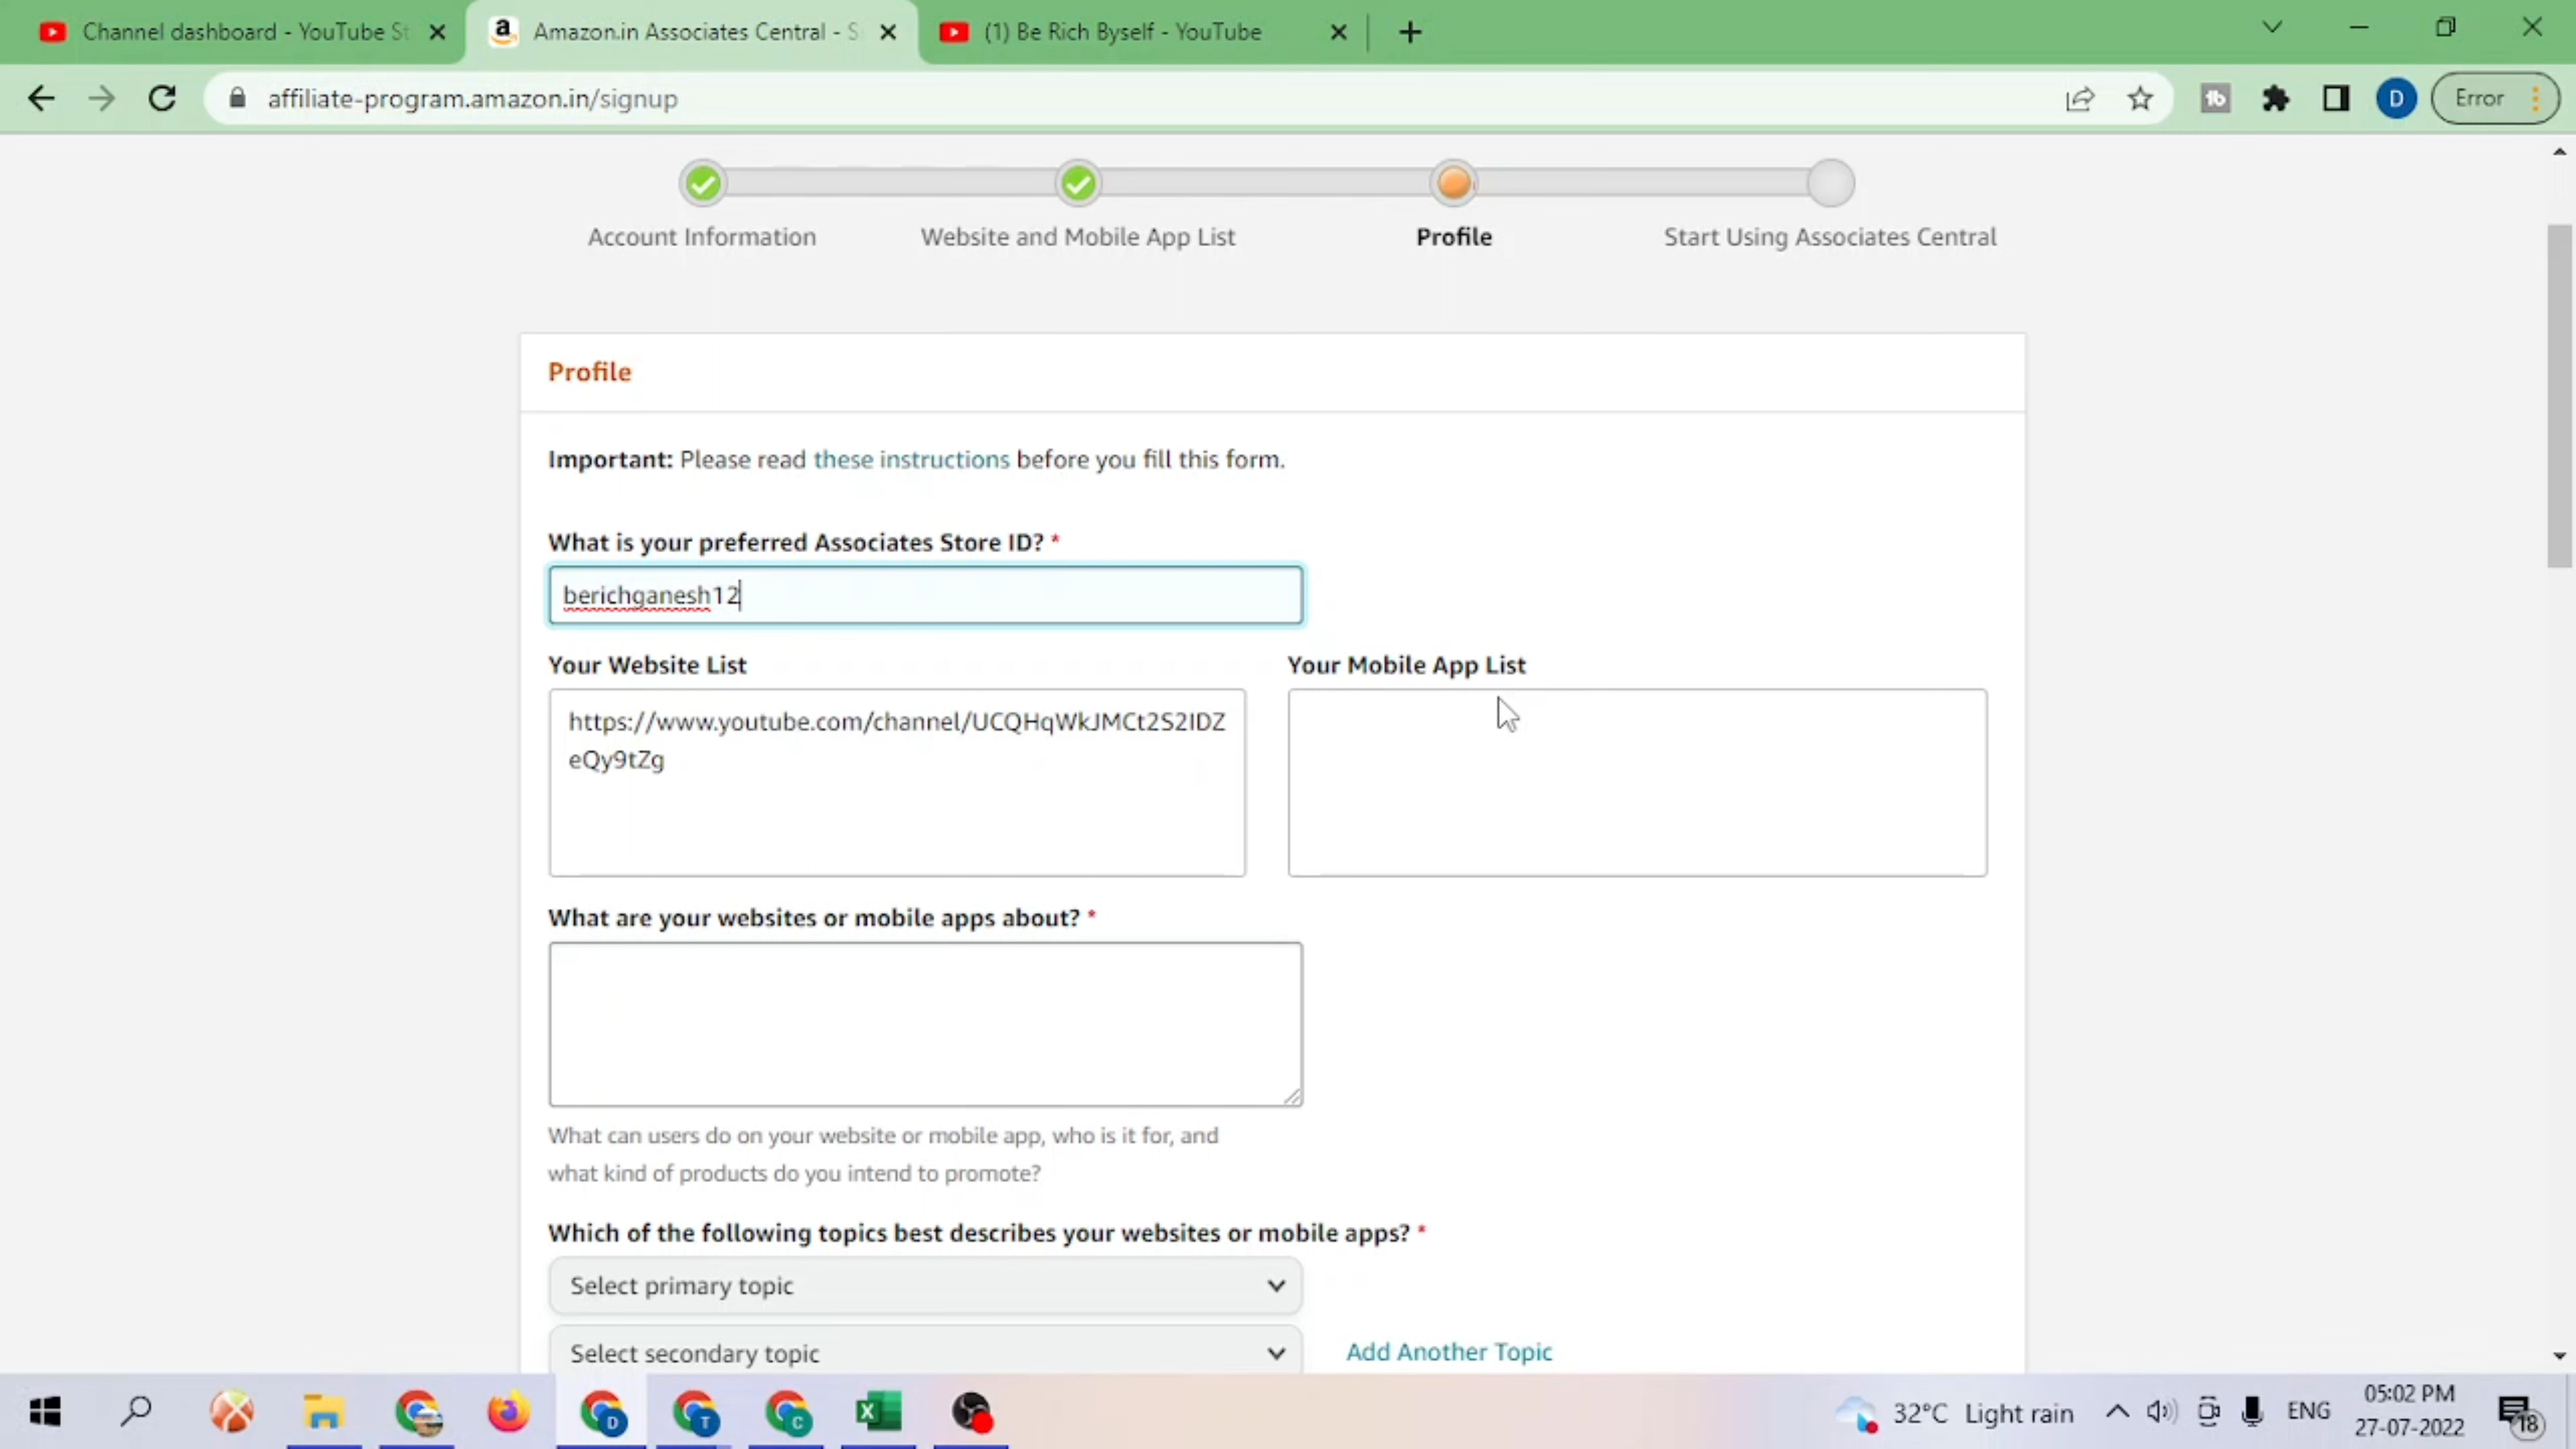 Channel dashboard - YouTube St
Amazon.in Associates Central - S
(1) Be Rich Byself - YouTube
affiliate-program.amazon.in/signup
D
Error
Account Information
Website and Mobile App List
Profile
Start Using Associates Central
Profile
Important: Please read these instructions before you fill this form.
What is your preferred Associates Store ID? *
berichganesh12
Your Website List
Your Mobile App List
https://www.youtube.com/channel/UCQHqWkJMCt2S2IDZ
eQy9tZg
What are your websites or mobile apps about? *
What can users do on your website or mobile app, who is it for, and
what kind of products do you intend to promote?
Which of the following topics best describes your websites or mobile apps? *
Select primary topic
Select secondary topic
Add Another Topic
D
T
C
32°C Light rain
ENG
05:02 PM
27-07-2022
18